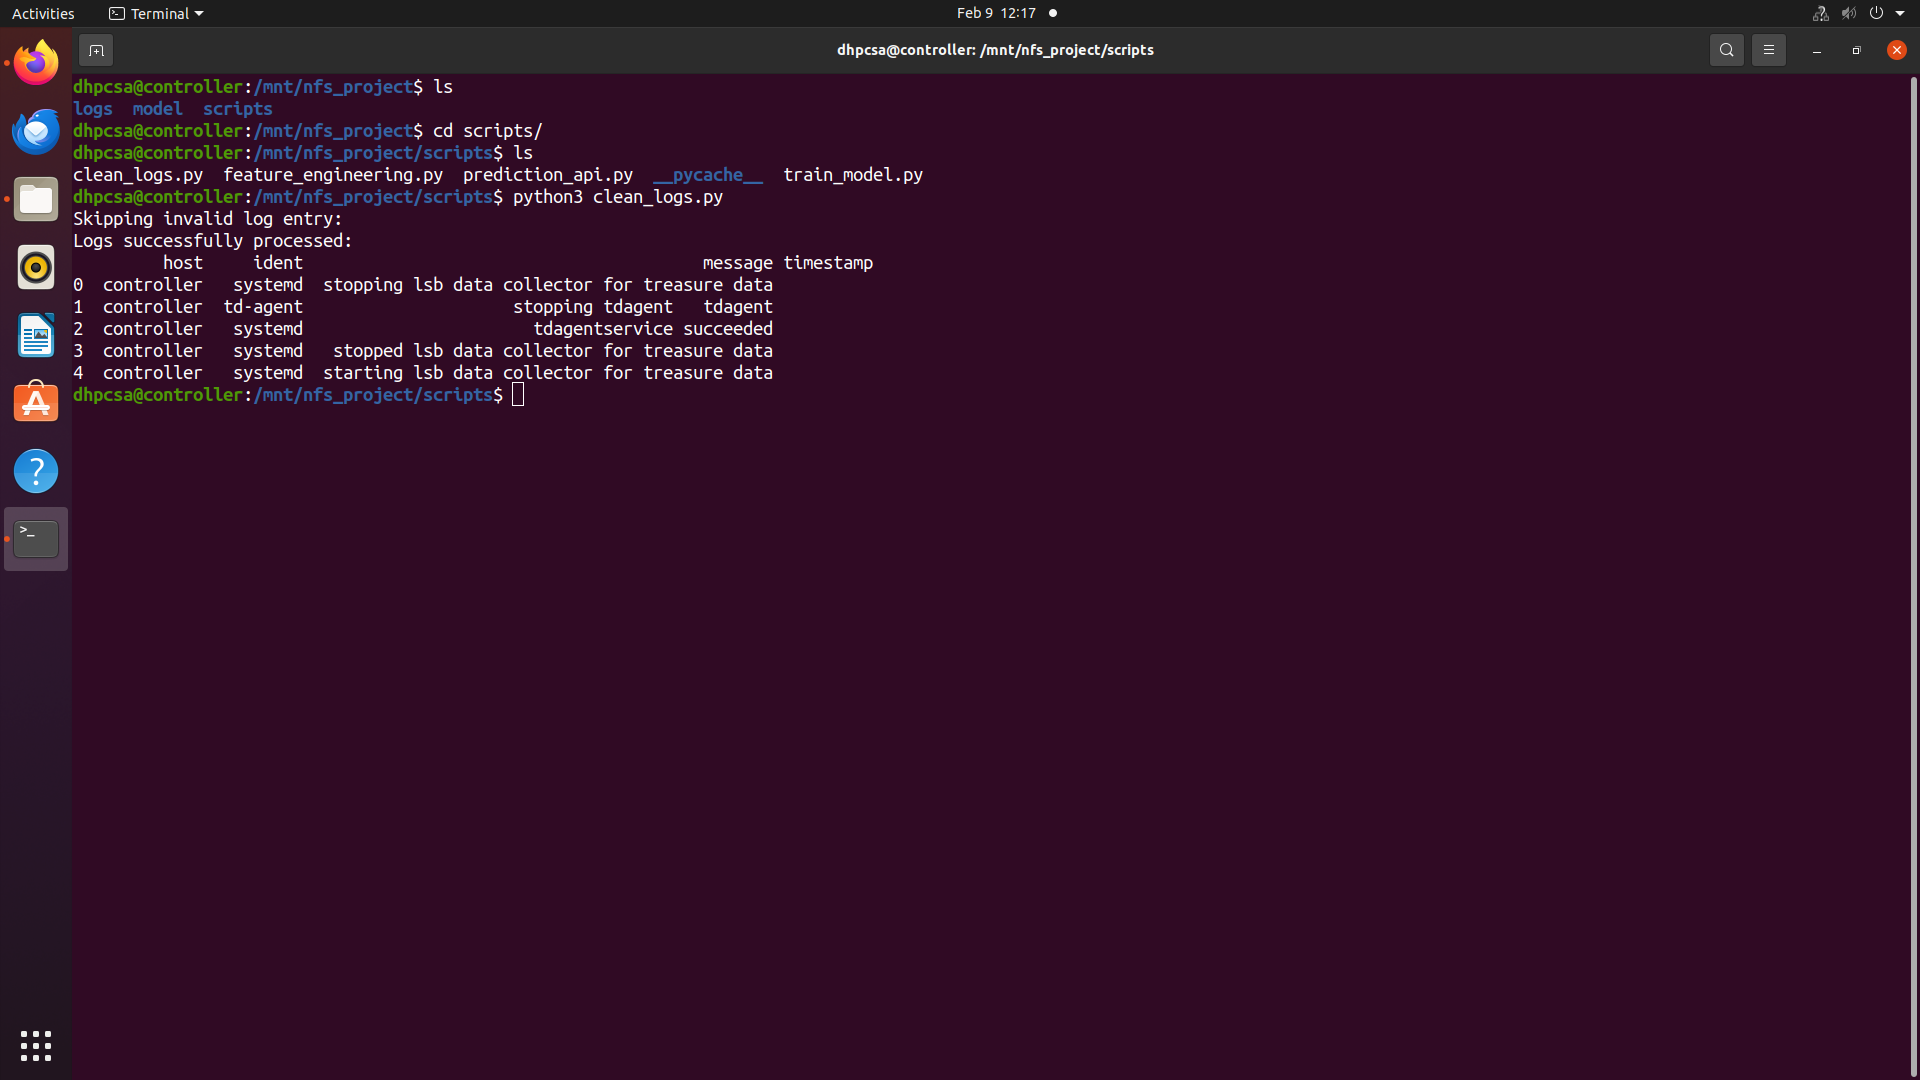 Activities Terminal Feb 9 12:17
dhpcsa@controller: /mnt/nfs_project/scripts
dhpcsa@controller:/mnt/nfs_project$ ls
logs  model  scripts
dhpcsa@controller:/mnt/nfs_project$ cd scripts/
dhpcsa@controller:/mnt/nfs_project/scripts$ ls
clean_logs.py  feature_engineering.py  prediction_api.py  __pycache__  train_model.py
dhpcsa@controller:/mnt/nfs_project/scripts$ python3 clean_logs.py
Skipping invalid log entry:
Logs successfully processed:
         host     ident                                        message timestamp
0  controller   systemd  stopping lsb data collector for treasure data
1  controller  td-agent                     stopping tdagent   tdagent
2  controller   systemd                       tdagentservice succeeded
3  controller   systemd   stopped lsb data collector for treasure data
4  controller   systemd  starting lsb data collector for treasure data
dhpcsa@controller:/mnt/nfs_project/scripts$